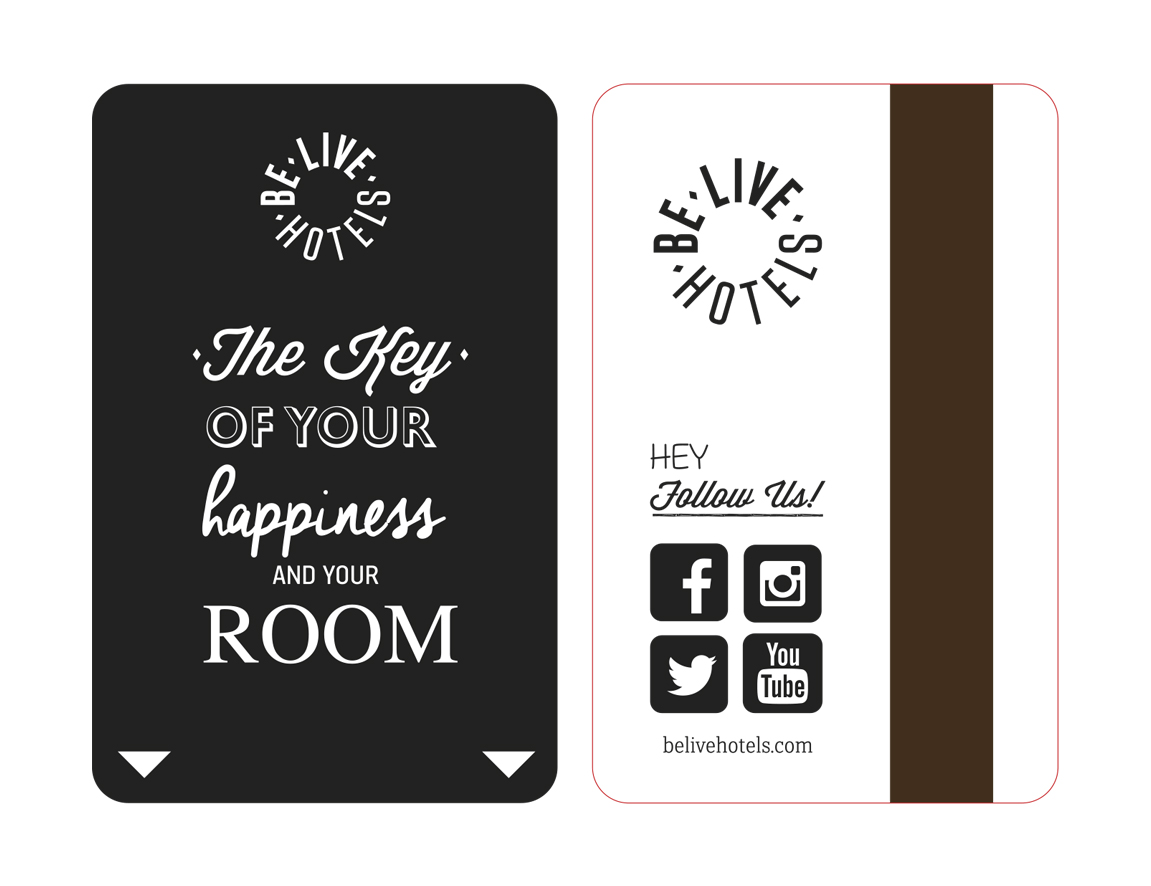 ·BE·LIVE·HOTELS
·The Key·
OF YOUR
happiness
AND YOUR
ROOM
·BE·LIVE·HOTELS
HEY
Follow Us!
f
You
Tube
belivehotels.com